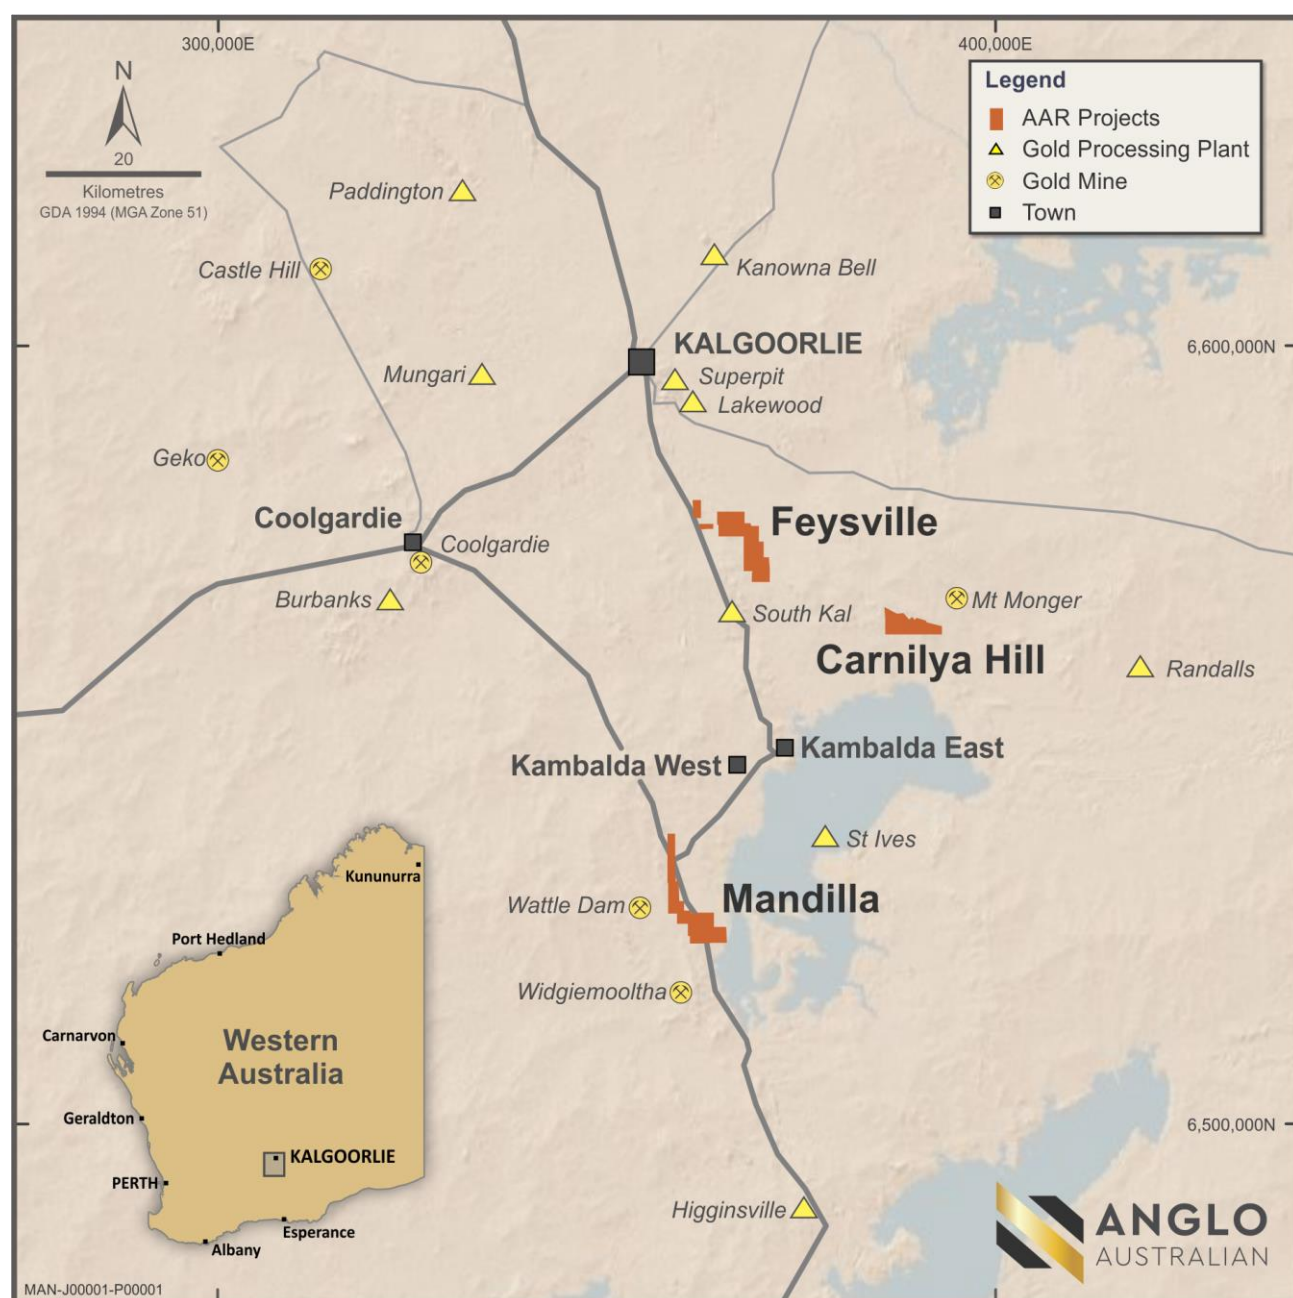 300,000E
400,000E
N
20
Kilometres
GDA 1994 (MGA Zone 51)
Legend
AAR Projects
Gold Processing Plant
Gold Mine
Town
Paddington
Castle Hill
Kanowna Bell
KALGOORLIE
6,600,000N
Mungari
Superpit
Lakewood
Geko
Coolgardie
Coolgardie
Feysville
Burbanks
South Kal
Mt Monger
Carnilya Hill
Randalls
Kambalda East
Kambalda West
St Ives
Wattle Dam
Mandilla
Widgiemooltha
Kununurra
Port Hedland
Carnarvon
Western
Australia
Geraldton
KALGOORLIE
PERTH
Esperance
Albany
6,500,000N
Higginsville
ANGLO
AUSTRALIAN
MAN-J00001-P00001